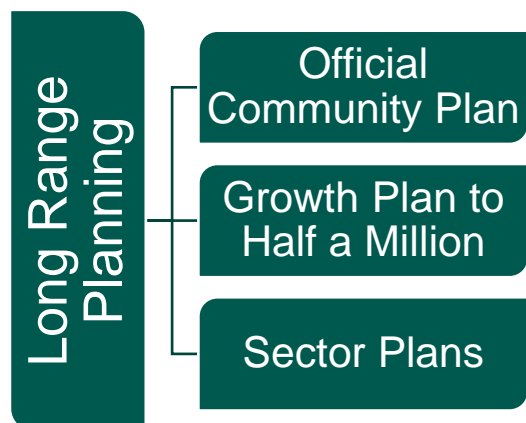 Long Range
Planning
Official
Community Plan
Growth Plan to
Half a Million
Sector Plans